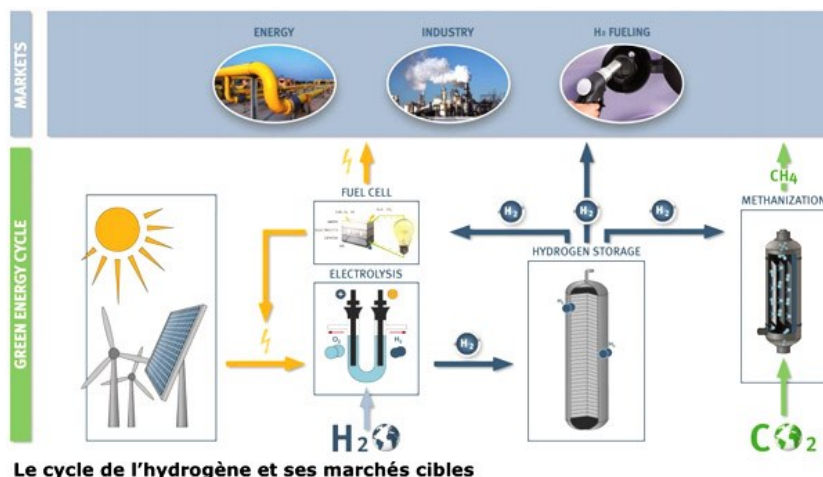 MARKETS
ENERGY
INDUSTRY
H₂ FUELING
GREEN ENERGY CYCLE
FUEL CELL
CH₄
METHANIZATION
H₂
H₂
H₂
HYDROGEN STORAGE
ELECTROLYSIS
O₂
H₂
H₂
H₂O
CO₂
Le cycle de l’hydrogène et ses marchés cibles